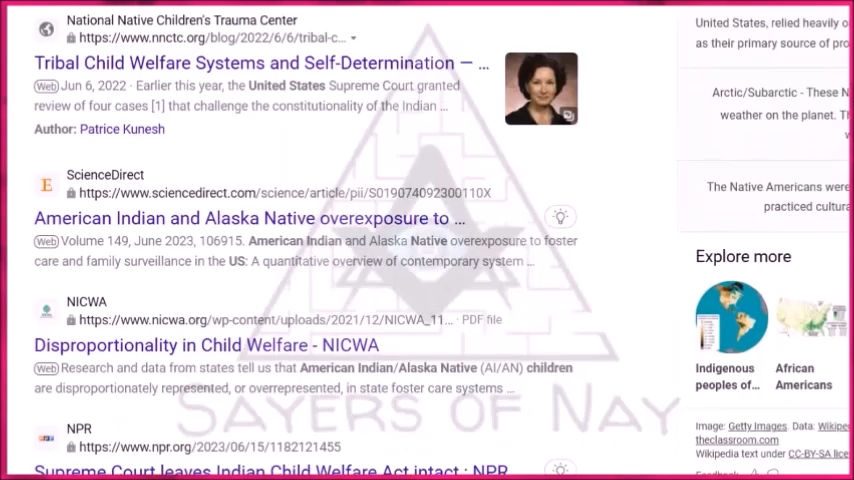 National Native Children's Trauma Center
https://www.nnctc.org/blog/2022/6/6/tribal-c...
Tribal Child Welfare Systems and Self-Determination — ...
Web Jun 6, 2022 · Earlier this year, the United States Supreme Court granted
review of four cases [1] that challenge the constitutionality of the Indian ...
Author: Patrice Kunesh
ScienceDirect
https://www.sciencedirect.com/science/article/pii/S019074092300110X
American Indian and Alaska Native overexposure to ...
Web Volume 149, June 2023, 106915. American Indian and Alaska Native overexposure to foster
care and family surveillance in the US: A quantitative overview of contemporary system ...
NICWA
https://www.nicwa.org/wp-content/uploads/2021/12/NICWA_11... · PDF file
Disproportionality in Child Welfare - NICWA
Web Research and data from states tell us that American Indian/Alaska Native (AI/AN) children
are disproportionately represented, or overrepresented, in state foster care systems ...
NPR
https://www.npr.org/2023/06/15/1182121455
Supreme Court leaves Indian Child Welfare Act intact : NPR
United States, relied heavily o
as their primary source of pro
Arctic/Subarctic - These N
weather on the planet. Th
The Native Americans were
practiced cultura
Explore more
Indigenous
peoples of...
African
Americans
Image: Getty Images. Data: Wikipe
theclassroom.com
Wikipedia text under CC-BY-SA lice
Feedback
SAYERS OF NAY